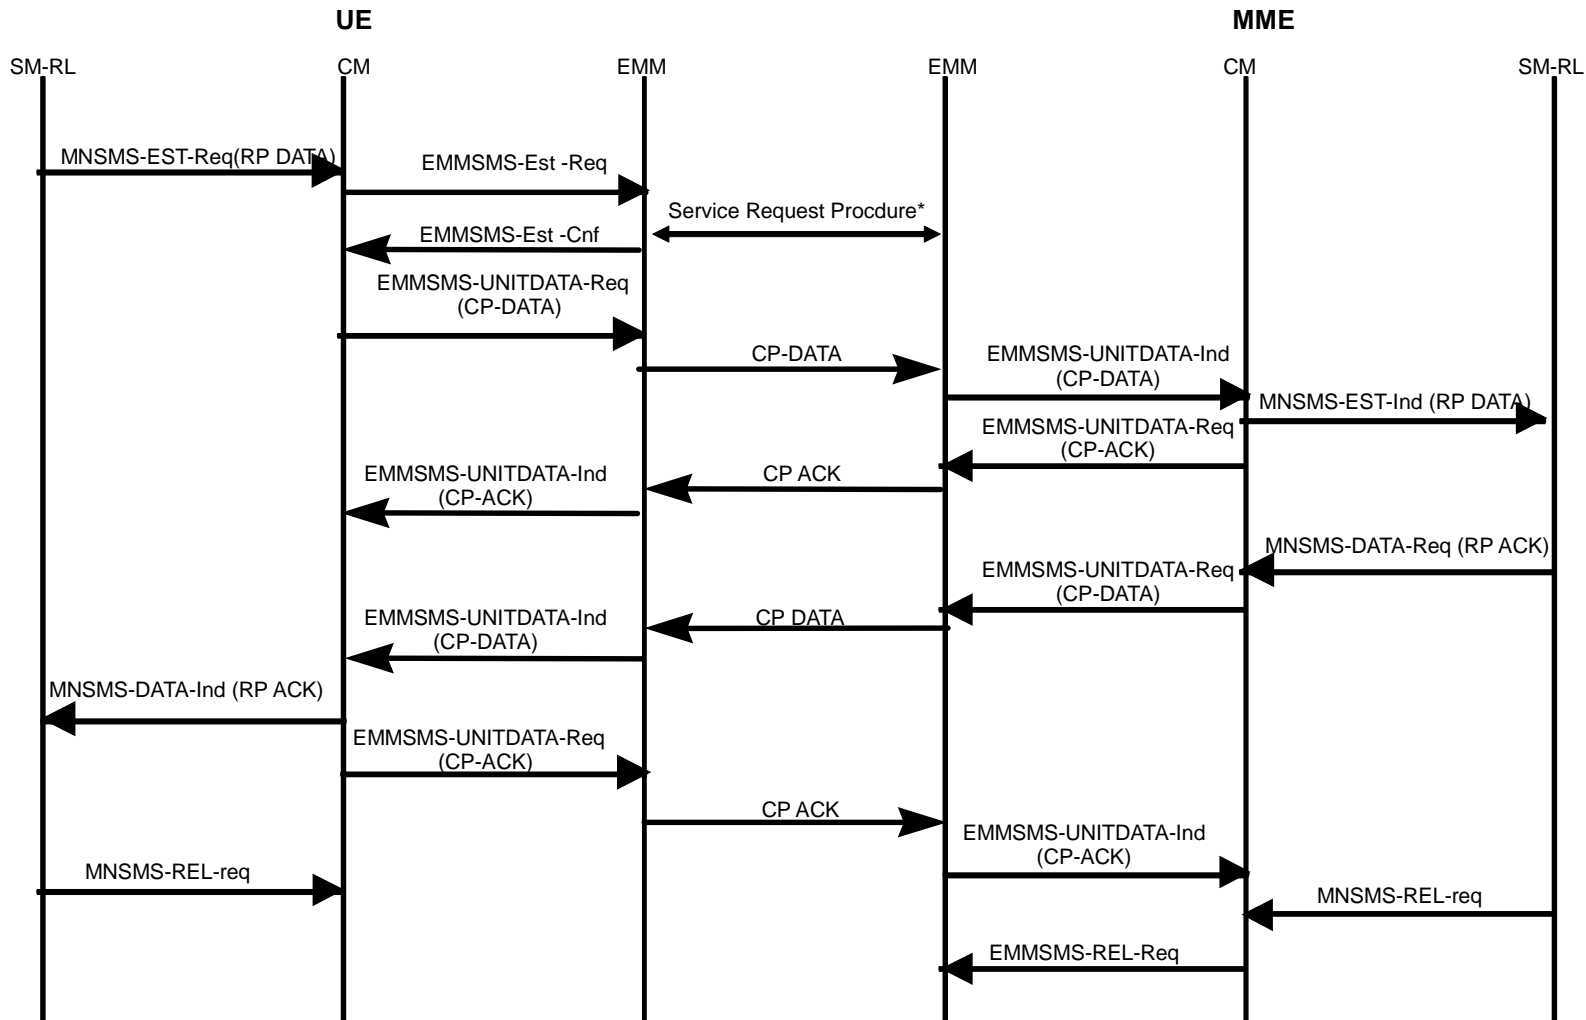 UE
MME
SM-RL
CM
EMM
EMM
CM
SM-RL
MNSMS-EST-Req(RP DATA)
EMMSMS-Est -Req
Service Request Procdure*
EMMSMS-Est -Cnf
EMMSMS-UNITDATA-Req
(CP-DATA)
CP-DATA
EMMSMS-UNITDATA-Ind
(CP-DATA)
MNSMS-EST-Ind (RP DATA)
EMMSMS-UNITDATA-Req
(CP-ACK)
CP ACK
EMMSMS-UNITDATA-Ind
(CP-ACK)
MNSMS-DATA-Req (RP ACK)
EMMSMS-UNITDATA-Req
(CP-DATA)
CP DATA
EMMSMS-UNITDATA-Ind
(CP-DATA)
MNSMS-DATA-Ind (RP ACK)
EMMSMS-UNITDATA-Req
(CP-ACK)
CP ACK
EMMSMS-UNITDATA-Ind
(CP-ACK)
MNSMS-REL-req
MNSMS-REL-req
EMMSMS-REL-Req